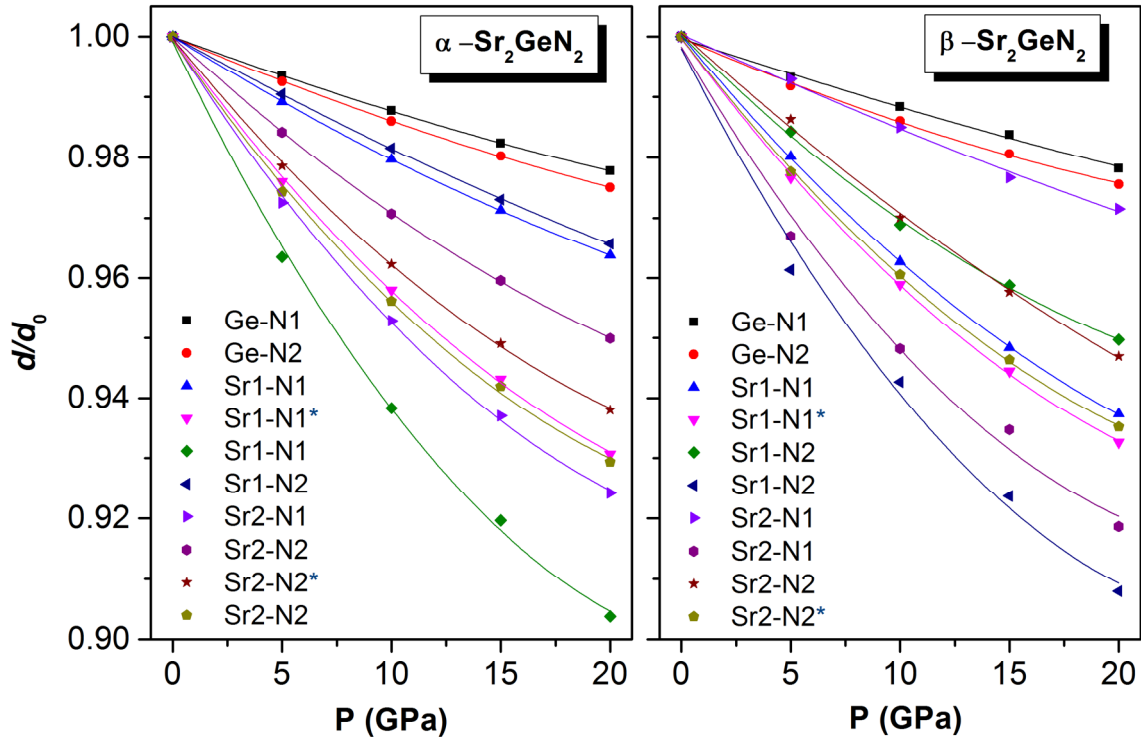 α –Sr₂GeN₂
β –Sr₂GeN₂
d/d₀
1.00
0.98
0.96
0.94
0.92
0.90
Ge-N1
Ge-N2
Sr1-N1
Sr1-N1*
Sr1-N1
Sr1-N2
Sr2-N1
Sr2-N2
Sr2-N2*
Sr2-N2
0 5 10 15 20
P (GPa)
Ge-N1
Ge-N2
Sr1-N1
Sr1-N1*
Sr1-N2
Sr1-N2
Sr2-N1
Sr2-N1
Sr2-N2
Sr2-N2*
0 5 10 15 20
P (GPa)